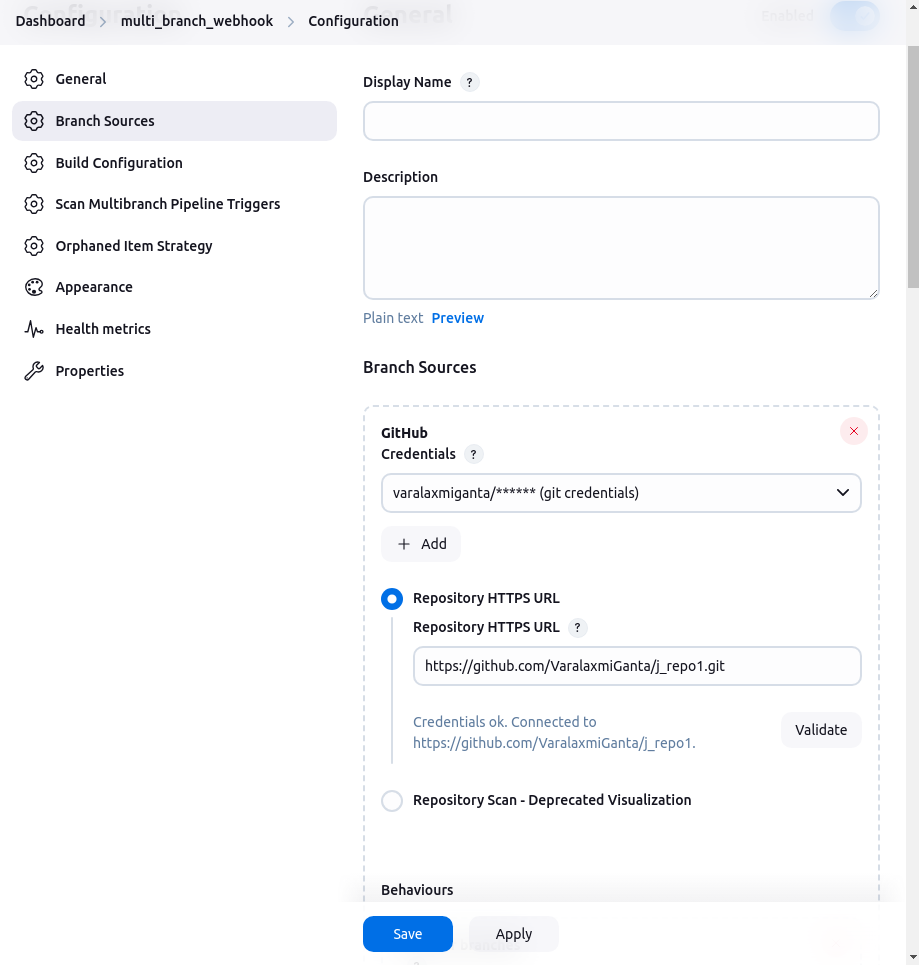 Dashboard > multi_branch_webhook > Configuration
General
Enabled
General
Branch Sources
Build Configuration
Scan Multibranch Pipeline Triggers
Orphaned Item Strategy
Appearance
Health metrics
Properties
Display Name ?
Description
Plain text Preview
Branch Sources
GitHub
Credentials ?
varalaxmiganta/****** (git credentials)
+ Add
Repository HTTPS URL
Repository HTTPS URL ?
https://github.com/VaralaxmiGanta/j_repo1.git
Credentials ok. Connected to
https://github.com/VaralaxmiGanta/j_repo1.
Validate
Repository Scan - Deprecated Visualization
Behaviours
Save
Apply